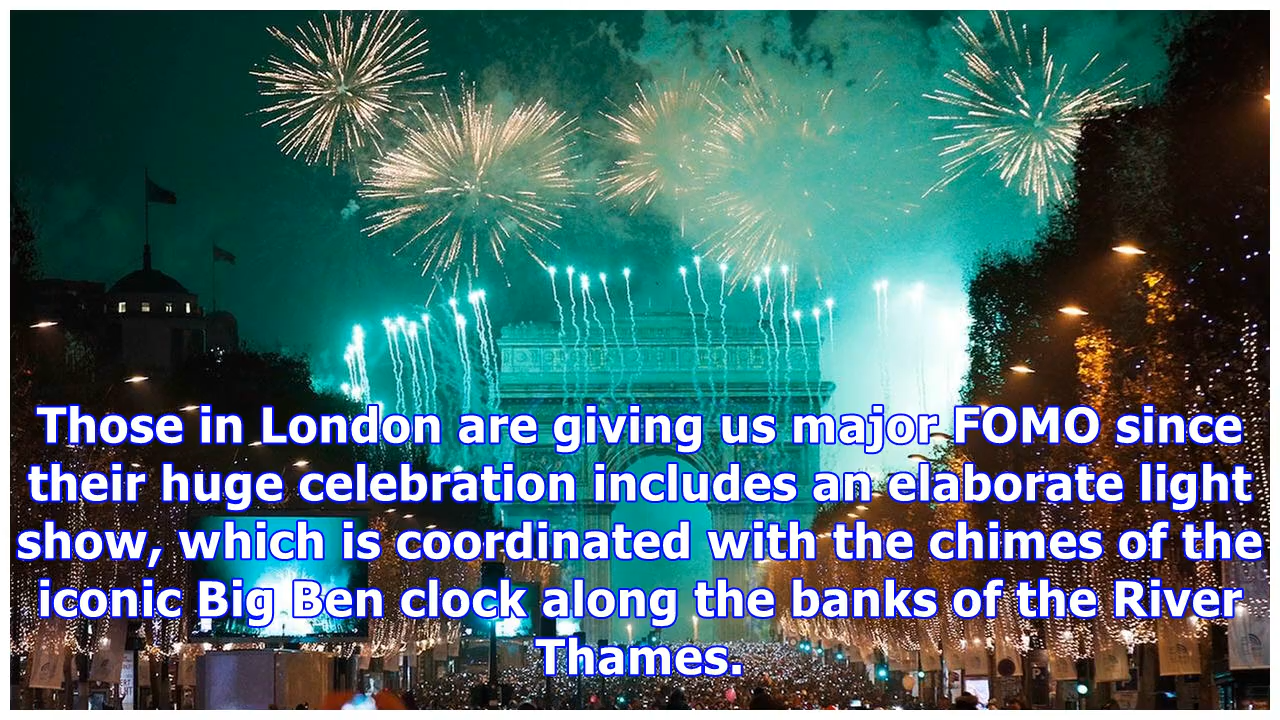 Those in London are giving us major FOMO since
their huge celebration includes an elaborate light
show, which is coordinated with the chimes of the
iconic Big Ben clock along the banks of the River
Thames.